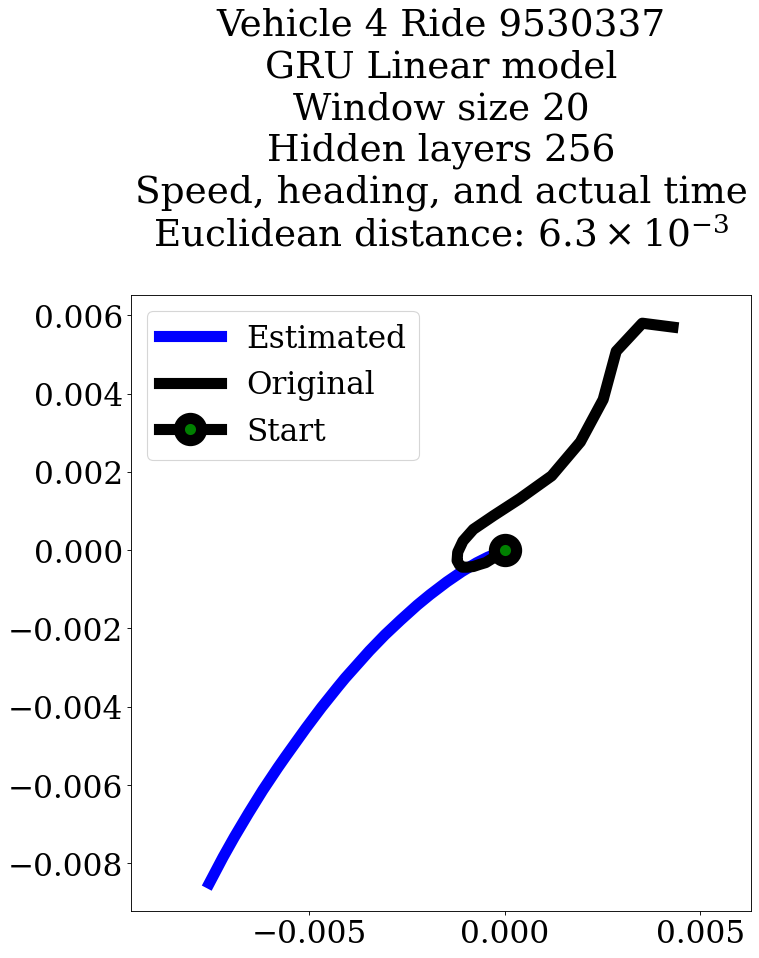 Vehicle 4 Ride 9530337
GRU Linear model
Window size 20
Hidden layers 256
Speed, heading, and actual time
Euclidean distance: 6.3 × 10⁻³
Estimated
Original
Start
0.006
0.004
0.002
0.000
−0.002
−0.004
−0.006
−0.008
−0.005 0.000 0.005